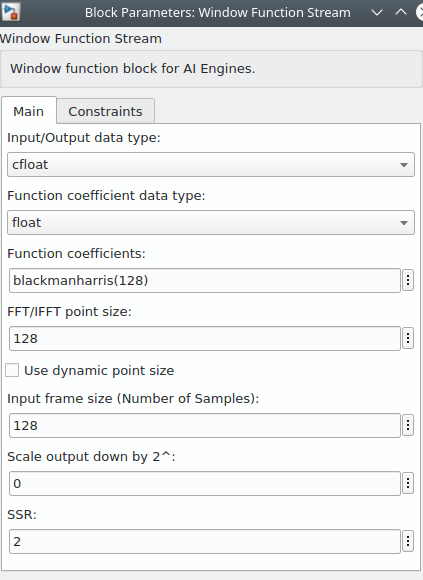 Block Parameters: Window Function Stream
Window Function Stream
Window function block for AI Engines.
Main Constraints
Input/Output data type:
cfloat
Function coefficient data type:
float
Function coefficients:
blackmanharris(128)
FFT/IFFT point size:
128
Use dynamic point size
Input frame size (Number of Samples):
128
Scale output down by 2^:
0
SSR:
2